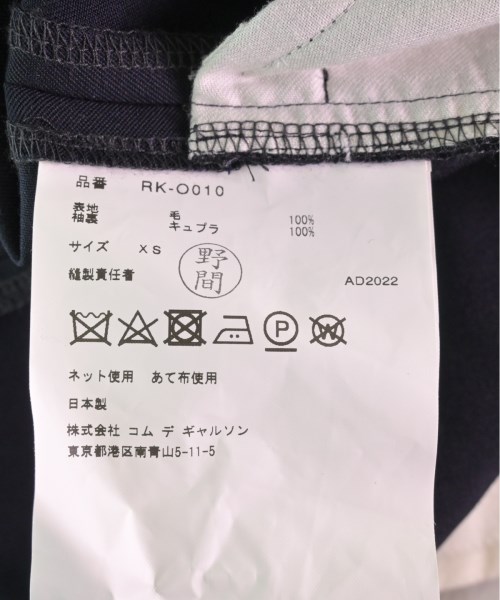 品番 RK-O010
表地 毛 100%
袖裏 キュプラ 100%
サイズ XS
野間
縫製責任者 AD2022
P W
ネット使用 あて布使用
日本製
株式会社 コム デ ギャルソン
東京都港区南青山5-11-5